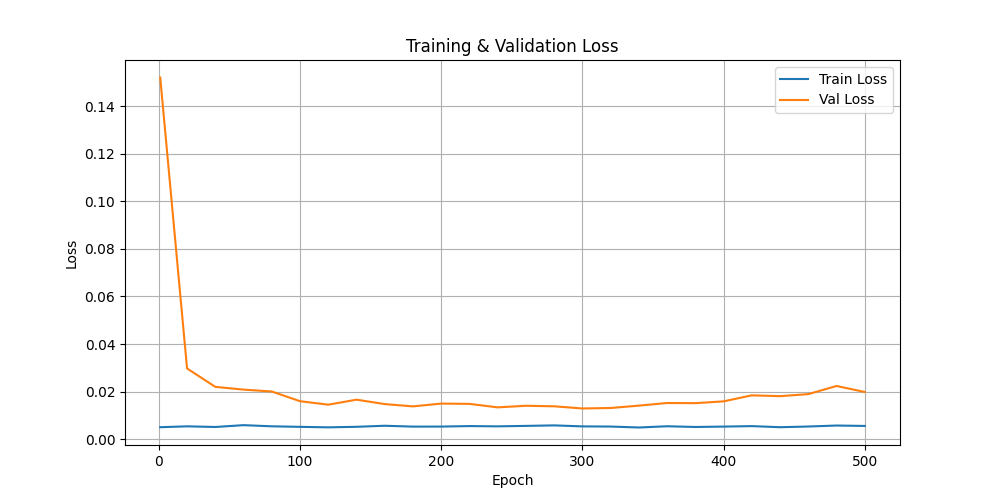 Training & Validation Loss
Train Loss
Val Loss
0.14
0.12
0.10
0.08
0.06
0.04
0.02
0.00
Loss
0 100 200 300 400 500
Epoch